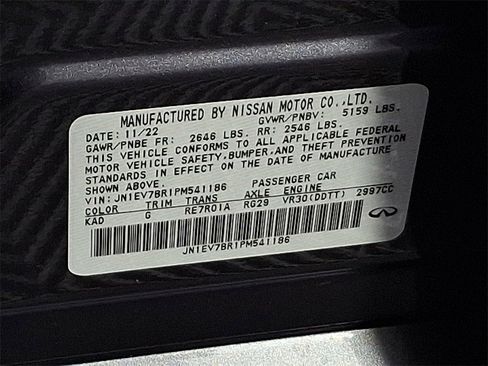 MANUFACTURED BY NISSAN MOTOR CO.,LTD.
DATE: 11/22 GVWR/PNBV: 5159 LBS.
GAWR/PNBE FR: 2646 LBS. RR: 2546 LBS.
THIS VEHICLE CONFORMS TO ALL APPLICABLE FEDERAL
MOTOR VEHICLE SAFETY,BUMPER,AND THEFT PREVENTION
STANDARDS IN EFFECT ON THE DATE OF MANUFACTURE
SHOWN ABOVE.
VIN: JN1EV7BR1PM541186 PASSENGER CAR
COLOR TRIM TRANS AXLE ENGINE
KAD G RE7R01A RG29 VR30(DDTT) 2997CC
JN1EV7BR1PM541186